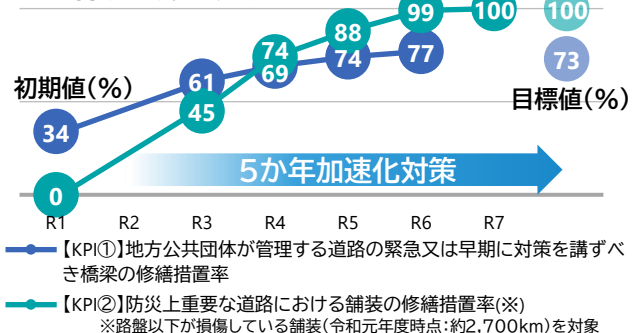 99 100 100
88
74
61 69 74 77 73
初期値(%) 45 目標値(%)
34
5か年加速化対策
0
R1 R2 R3 R4 R5 R6 R7
【KPI①】地方公共団体が管理する道路の緊急又は早期に対策を講ずべ
き橋梁の修繕措置率
【KPI②】防災上重要な道路における舗装の修繕措置率(※)
※路盤以下が損傷している舗装(令和元年度時点:約2,700km)を対象